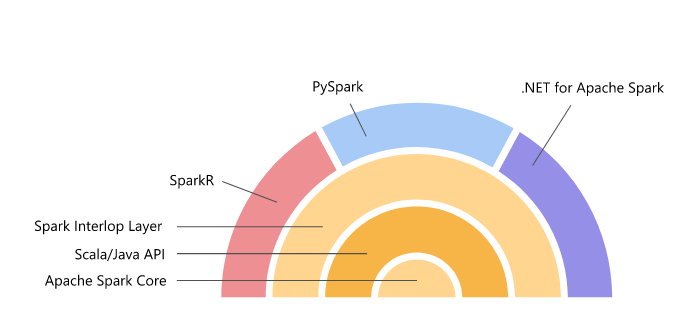 PySpark
.NET for Apache Spark
SparkR
Spark Interlop Layer
Scala/Java API
Apache Spark Core